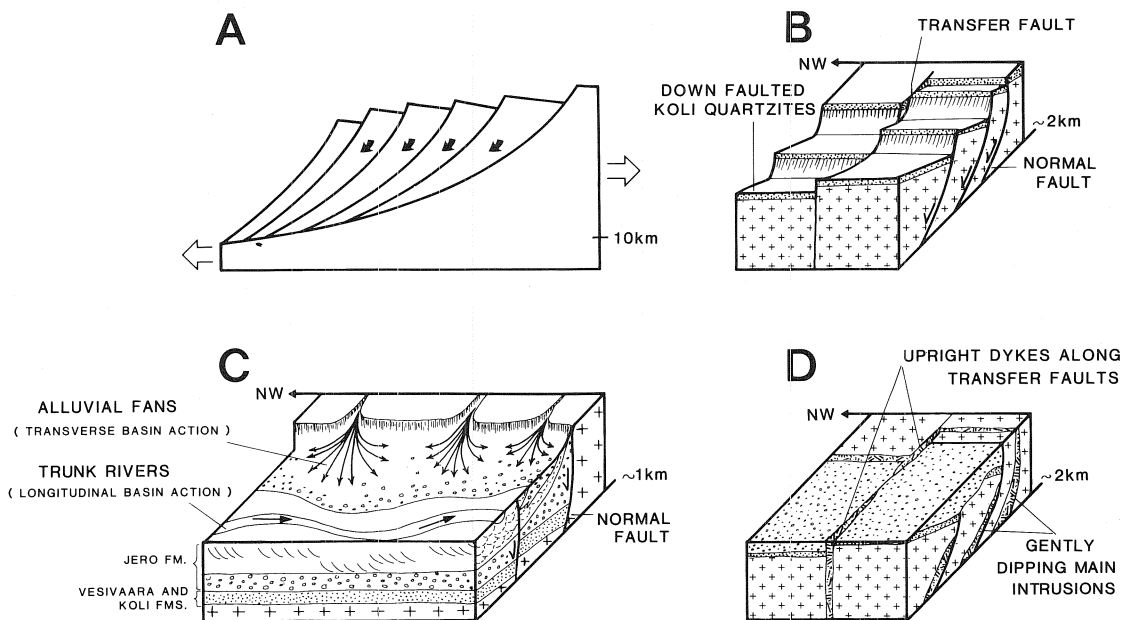 A
10km
B
TRANSFER FAULT
NW
DOWN FAULTED
KOLI QUARTZITES
~2km
NORMAL
FAULT
C
NW
ALLUVIAL FANS
( TRANSVERSE BASIN ACTION )
TRUNK RIVERS
( LONGITUDINAL BASIN ACTION )
~1km
NORMAL
FAULT
JERO FM.
VESIVAARA AND
KOLI FMS.
D
UPRIGHT DYKES ALONG
TRANSFER FAULTS
NW
~2km
GENTLY
DIPPING MAIN
INTRUSIONS